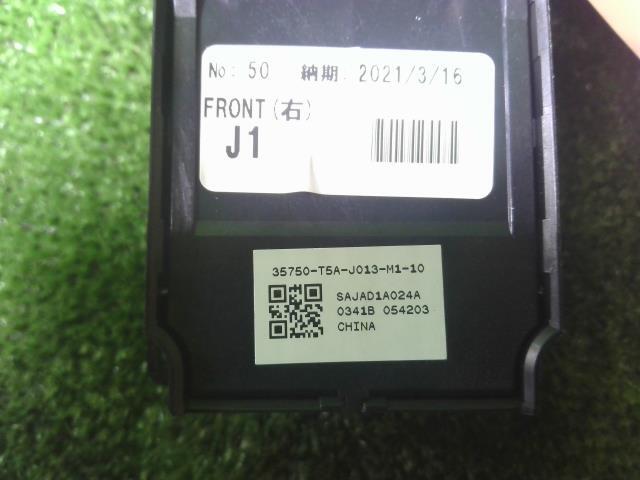 No: 50 納期: 2021/3/16
FRONT(右)
J1
35750-T5A-J013-M1-10
SAJAD1A024A
0341B 054203
CHINA